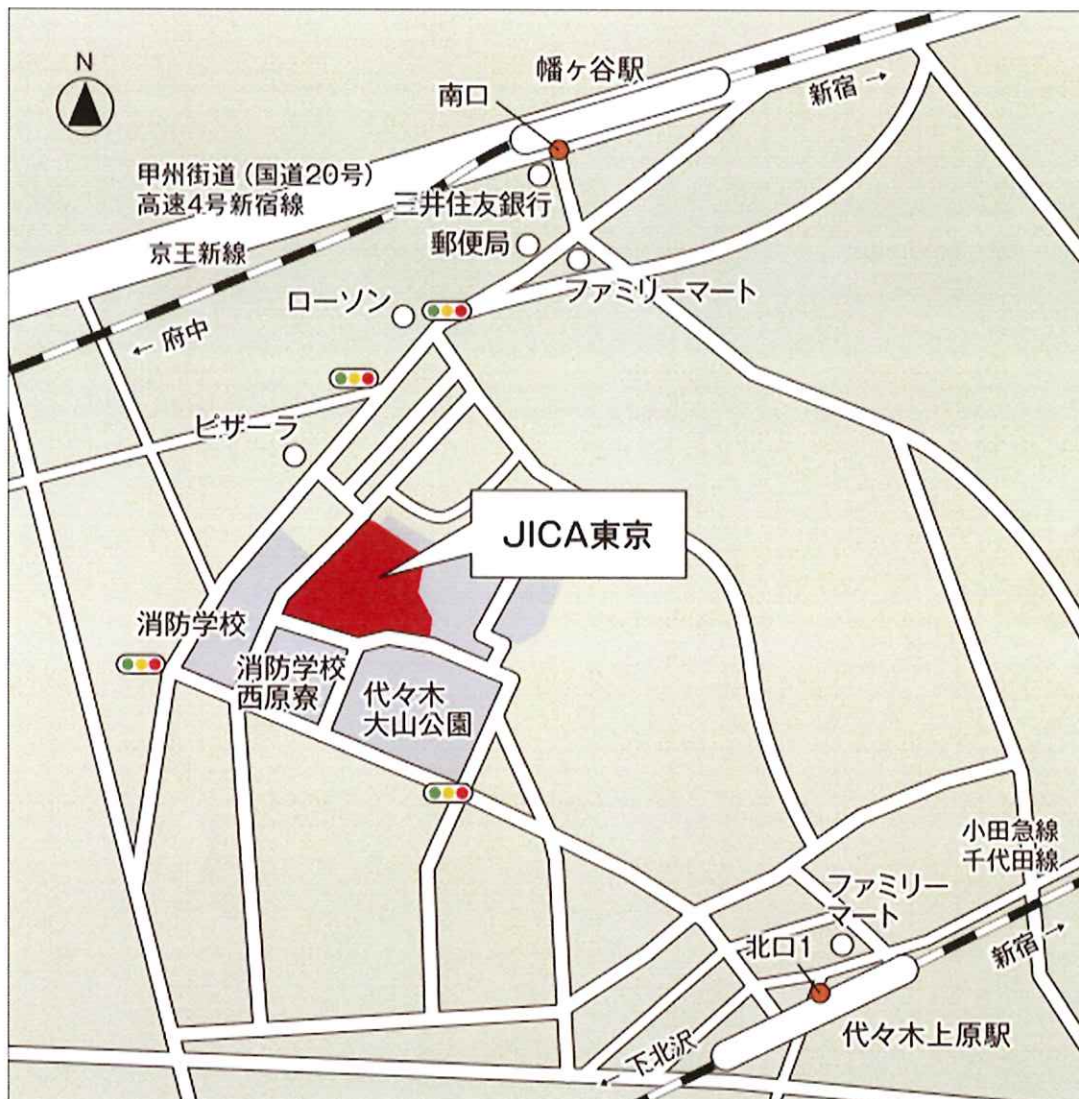 N
幡ヶ谷駅
南口
新宿 →
甲州街道 (国道20号)
高速4号新宿線
三井住友銀行
京王新線
郵便局
ローソン
ファミリーマート
← 府中
ピザーラ
JICA東京
消防学校
消防学校
西原寮
代々木
大山公園
小田急線
千代田線
ファミリー
マート
北口1
新宿 →
代々木上原駅
← 下北沢